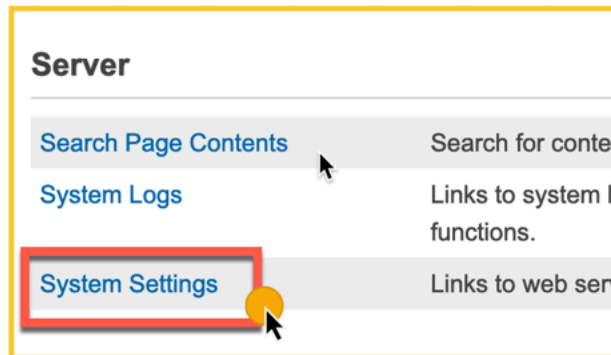 Server
Search Page Contents Search for conte
System Logs Links to system
functions.
System Settings Links to web ser